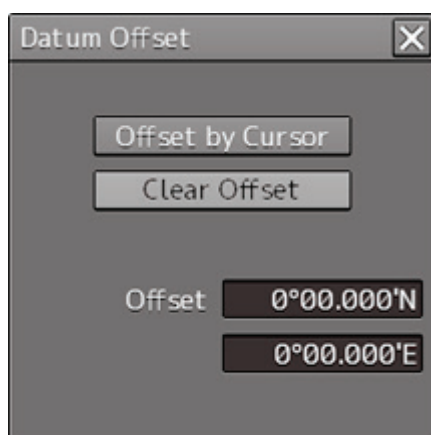 Datum Offset
Offset by Cursor
Clear Offset
Offset 0°00.000'N
0°00.000'E